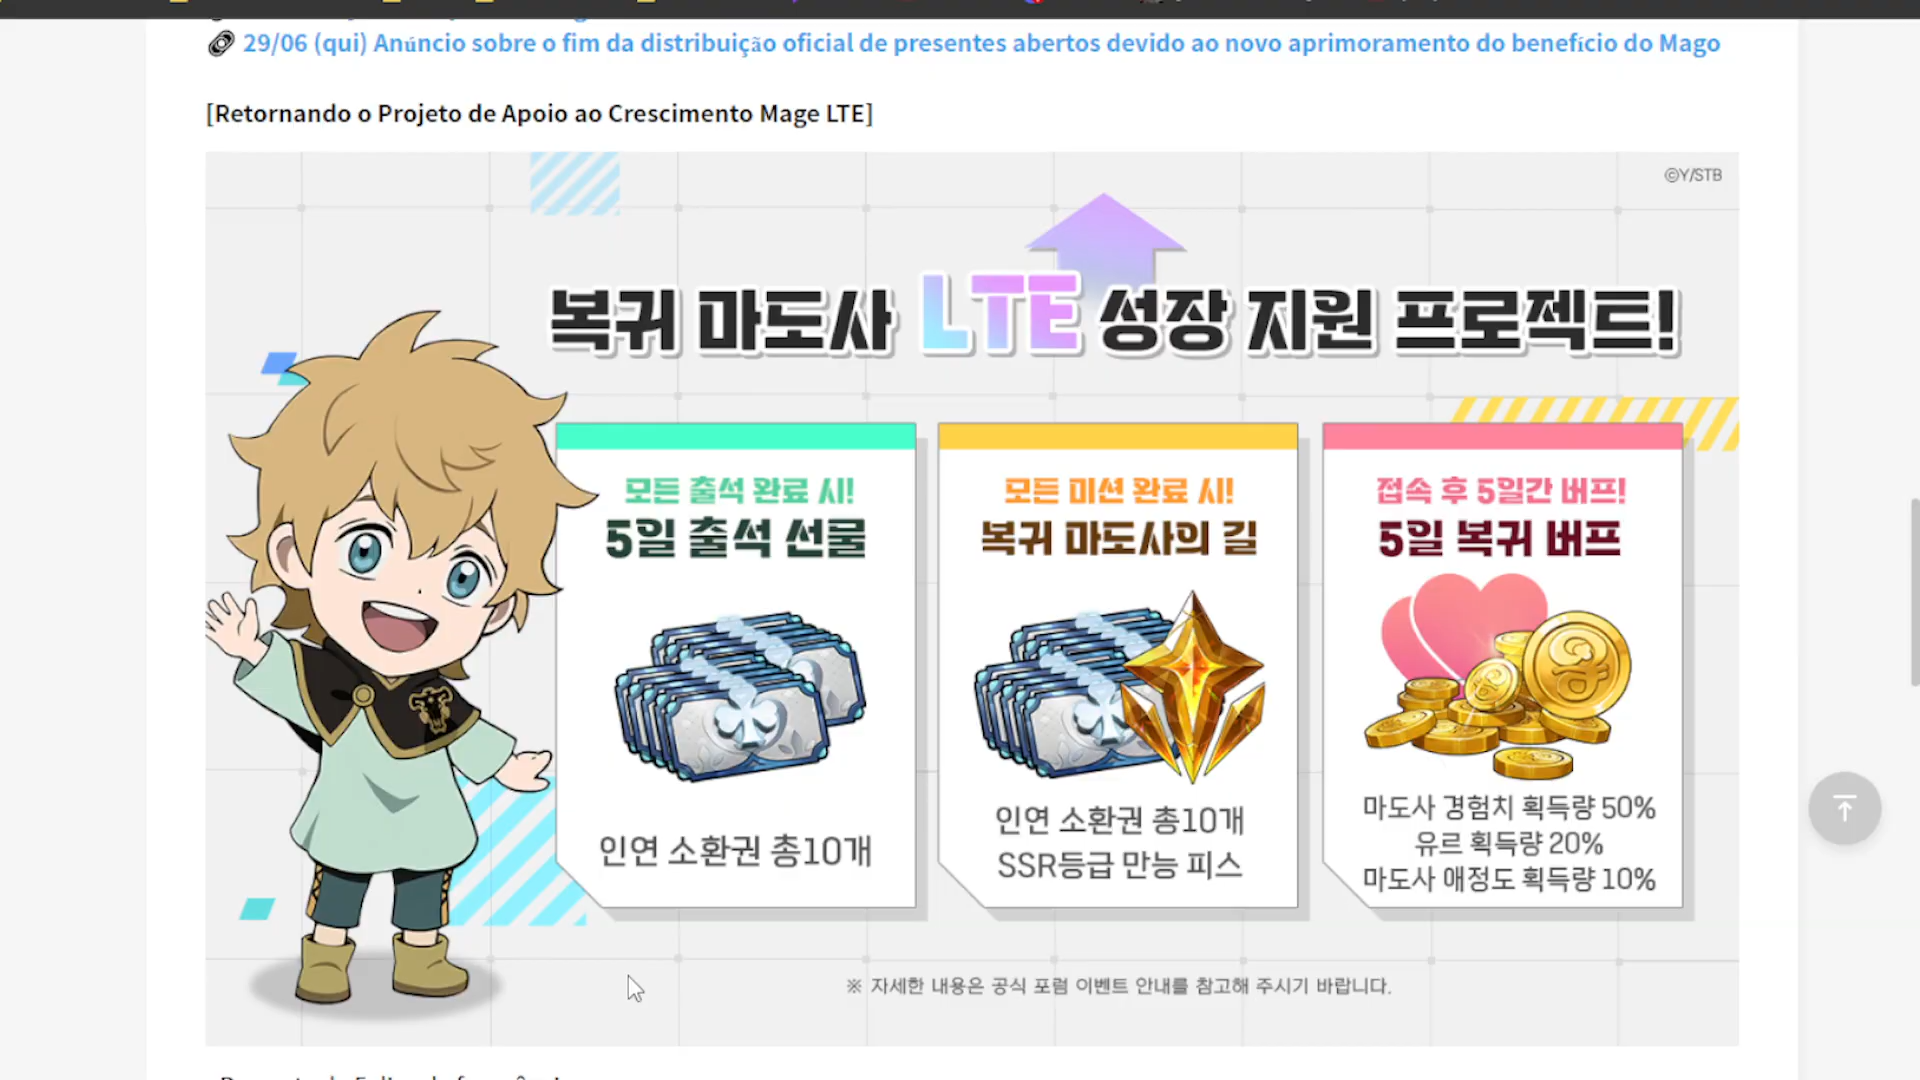 29/06 (qui) Anúncio sobre o fim da distribuição oficial de presentes abertos devido ao novo aprimoramento do benefício do Mago
[Retornando o Projeto de Apoio ao Crescimento Mage LTE]
©Y/STB
복귀 마도사 LTE 성장 지원 프로젝트!
모든 출석 완료 시!
5일 출석 선물
인연 소환권 총10개
모든 미션 완료 시!
복귀 마도사의 길
인연 소환권 총10개
SSR등급 만능 피스
접속 후 5일간 버프!
5일 복귀 버프
마도사 경험치 획득량 50%
유르 획득량 20%
마도사 애정도 획득량 10%
※ 자세한 내용은 공식 포럼 이벤트 안내를 참고해 주시기 바랍니다.